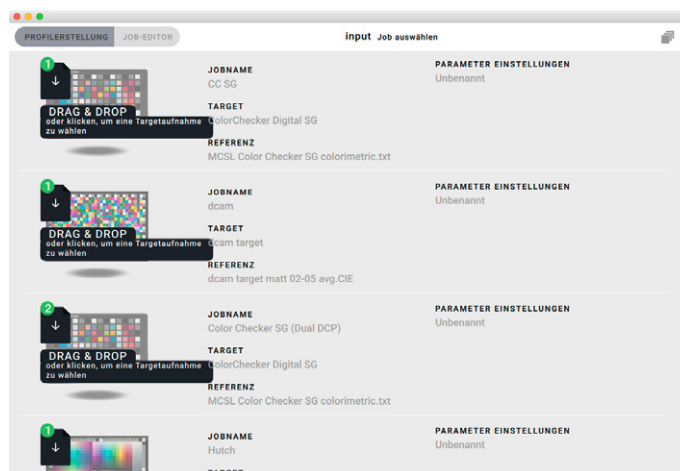 PROFILERSTELLUNG JOB-EDITOR input Job auswählen
1
DRAG & DROP
oder klicken, um eine Targetaufnahme
zu wählen
JOBNAME
CC SG
TARGET
ColorChecker Digital SG
REFERENZ
MCSL Color Checker SG colorimetric.txt
PARAMETER EINSTELLUNGEN
Unbenannt
1
DRAG & DROP
oder klicken, um eine Targetaufnahme
zu wählen
JOBNAME
dcam
TARGET
dcam target
REFERENZ
dcam target matt 02-05 avg.CIE
PARAMETER EINSTELLUNGEN
Unbenannt
2
DRAG & DROP
oder klicken, um eine Targetaufnahme
zu wählen
JOBNAME
Color Checker SG (Dual DCP)
TARGET
ColorChecker Digital SG
REFERENZ
MCSL Color Checker SG colorimetric.txt
PARAMETER EINSTELLUNGEN
Unbenannt
1
JOBNAME
Hutch
TARGET
PARAMETER EINSTELLUNGEN
Unbenannt